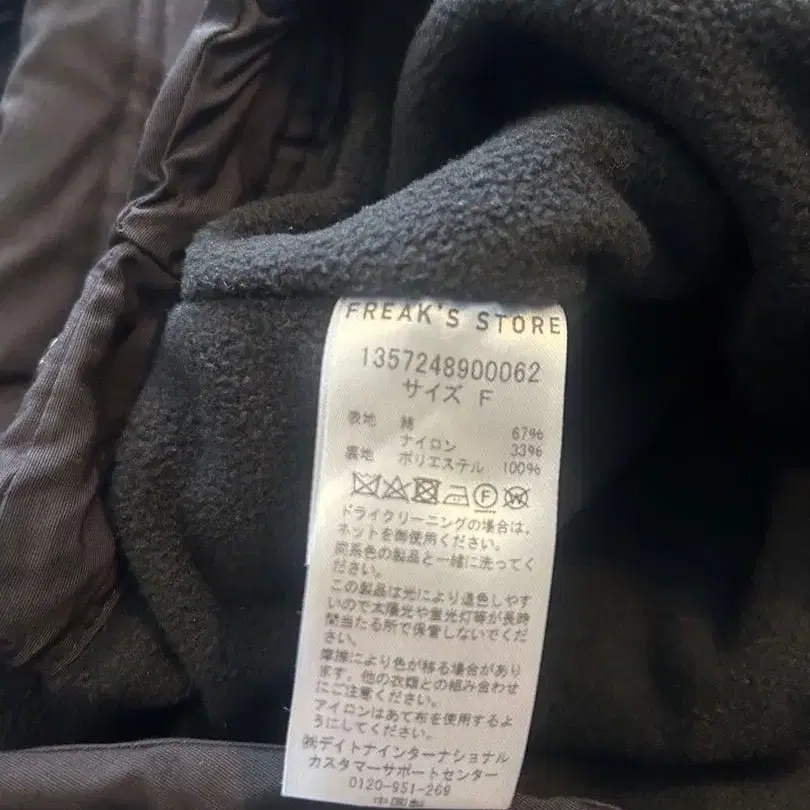 FREAK'S STORE
1357248900062
サイズ F
表地 綿 67%
ナイロン 33%
裏地 ポリエステル 100%
F W
ドライクリーニングの場合は、
ネットを御使用ください。
同系色の製品と一緒に洗ってく
ださい。
この製品は光により退色しやす
いので太陽光や蛍光灯等が長時
間当たる所で保管しないでくだ
さい。
摩擦により色が移る場合があり
ます。他の衣類との組み合わせ
にご注意ください。
アイロンはあて布を使用するよ
うにしてください。
㈱デイトナインターナショナル
カスタマーサポートセンター
0120-951-269
中国製